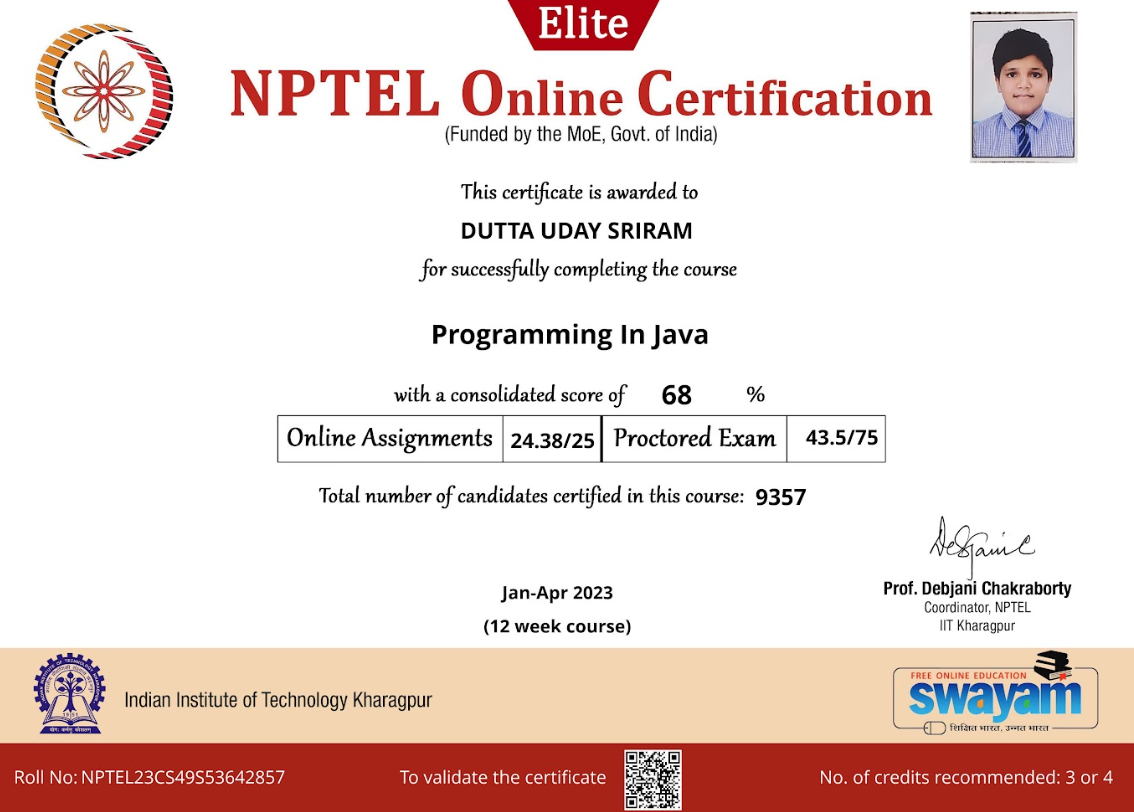 Elite
NPTEL Online Certification
(Funded by the MoE, Govt. of India)
This certificate is awarded to
DUTTA UDAY SRIRAM
for successfully completing the course
Programming In Java
with a consolidated score of 68 %
Online Assignments 24.38/25 Proctored Exam 43.5/75
Total number of candidates certified in this course: 9357
Jan-Apr 2023
(12 week course)
Prof. Debjani Chakraborty
Coordinator, NPTEL
IIT Kharagpur
Indian Institute of Technology Kharagpur
FREE ONLINE EDUCATION
swayam
शिक्षित भारत, उन्नत भारत
Roll No: NPTEL23CS49S53642857
To validate the certificate
No. of credits recommended: 3 or 4